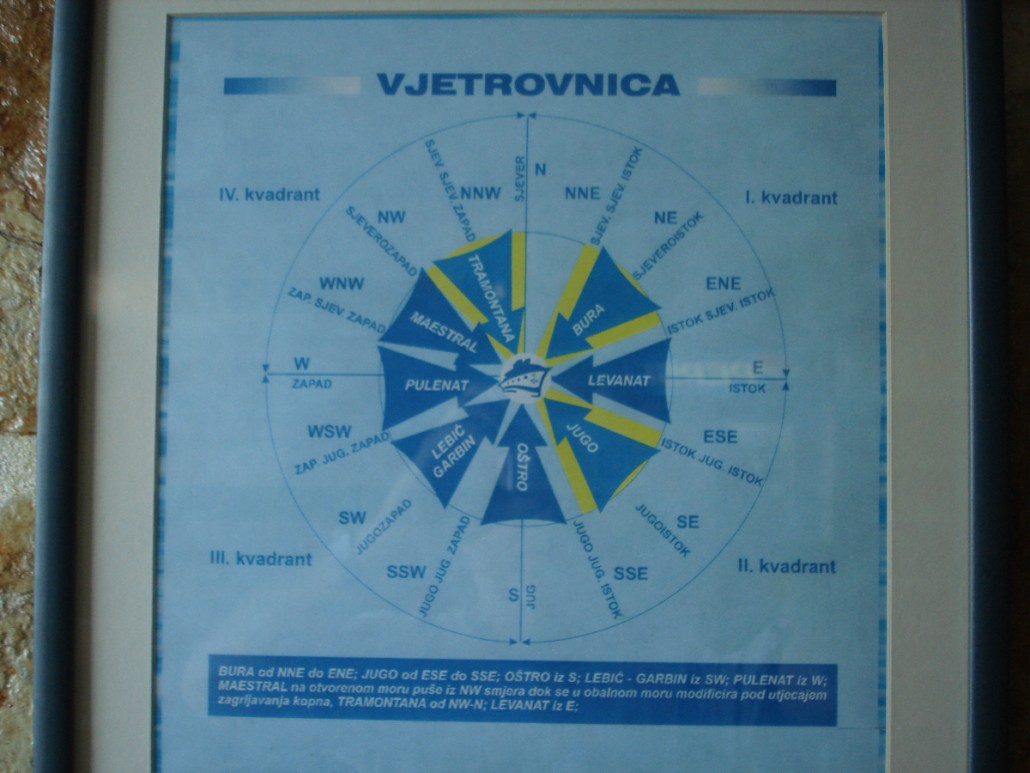 VJETROVNICA
IV. kvadrant
I. kvadrant
N
SJEVER
NNW
SJEV. SJEV. ZAPAD
NNE
SJEV. SJEV. ISTOK
NW
SJEVEROZAPAD
NE
SJEVEROISTOK
WNW
ZAP. SJEV. ZAPAD
ENE
ISTOK SJEV. ISTOK
TRAMONTANA
BURA
MAESTRAL
W
ZAPAD
PULENAT
LEVANAT
E
ISTOK
LEBIĆ
GARBIN
OŠTRO
JUGO
WSW
ZAP. JUG. ZAPAD
ESE
ISTOK JUG. ISTOK
SW
JUGOZAPAD
SE
JUGOISTOK
SSW
JUGO JUG. ZAPAD
SSE
JUGO JUG. ISTOK
S
JUG
III. kvadrant
II. kvadrant
BURA od NNE do ENE; JUGO od ESE do SSE; OŠTRO iz S; LEBIĆ - GARBIN iz SW; PULENAT iz W;
MAESTRAL na otvorenom moru puše iz NW smjera dok se u obalnom moru modificira pod utjecajem
zagrijavanja kopna, TRAMONTANA od NW-N; LEVANAT iz E;